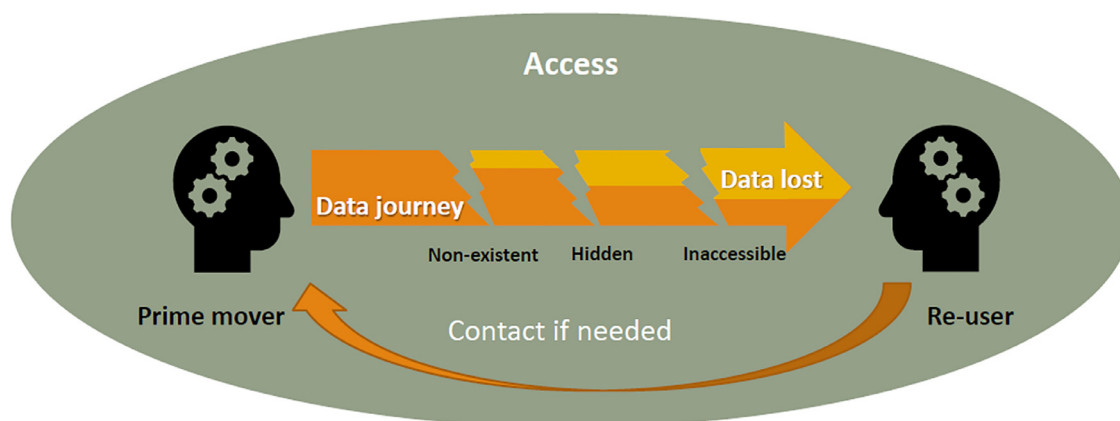 Access
Data journey
Data lost
Non-existent
Hidden
Inaccessible
Prime mover
Contact if needed
Re-user